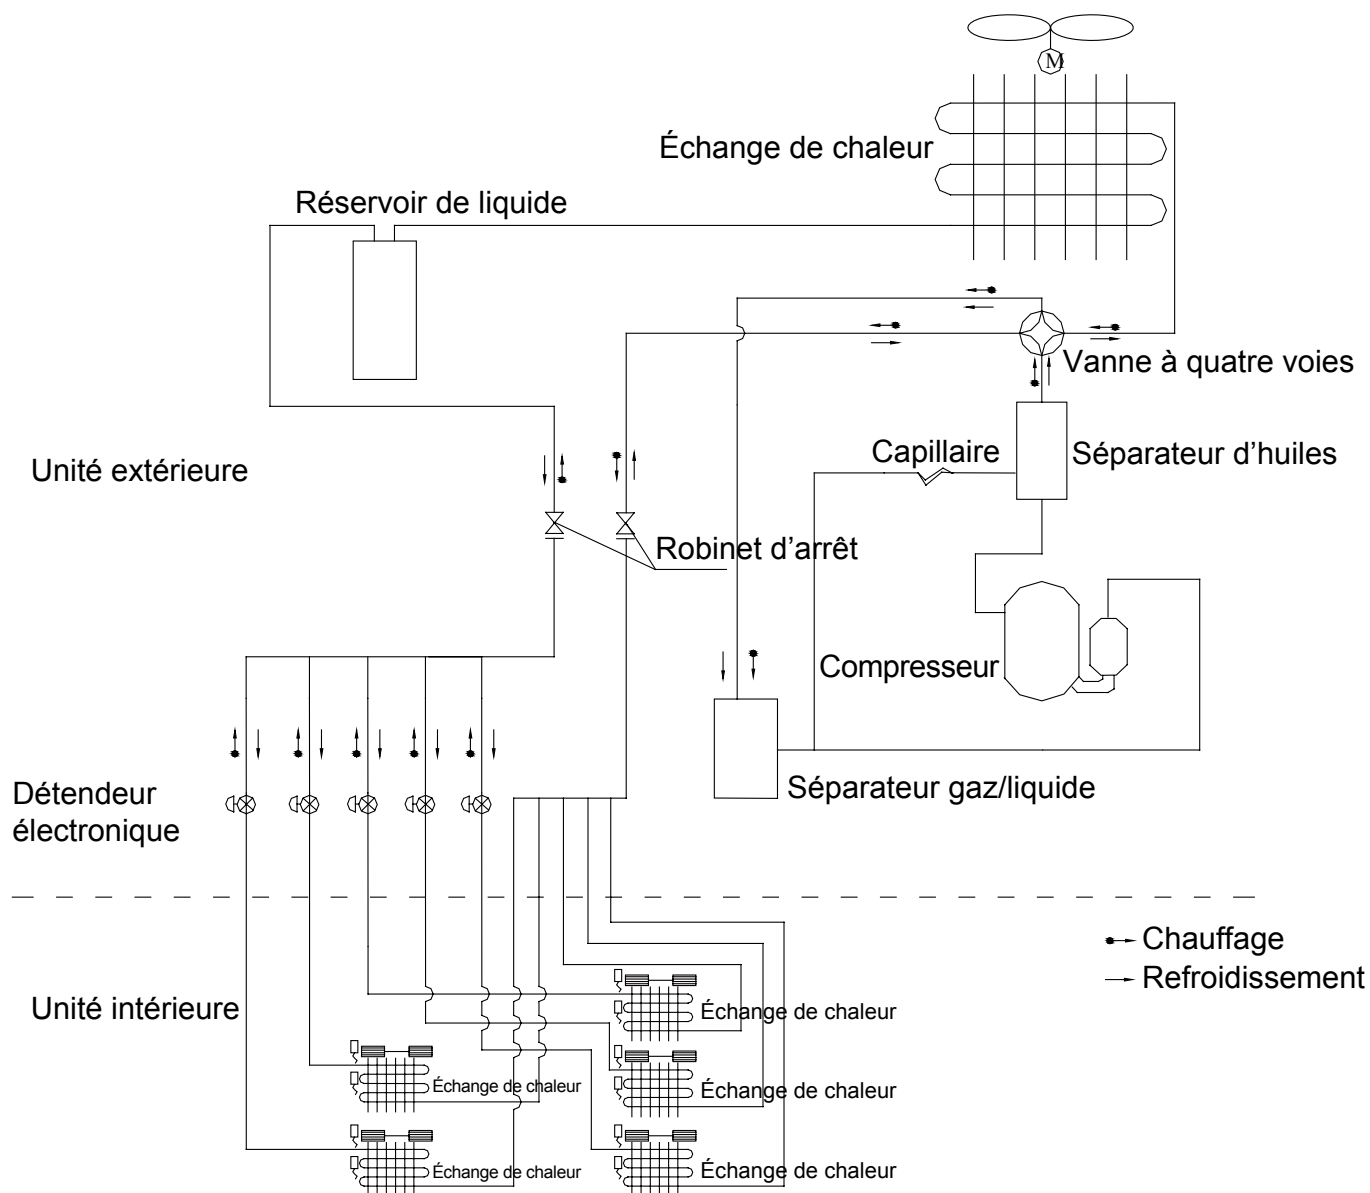 M
Échange de chaleur
Réservoir de liquide
Vanne à quatre voies
Capillaire
Séparateur d’huiles
Unité extérieure
Robinet d’arrêt
Compresseur
Séparateur gaz/liquide
Détendeur
électronique
Chauffage
Refroidissement
Unité intérieure
Échange de chaleur
Échange de chaleur
Échange de chaleur
Échange de chaleur
Échange de chaleur